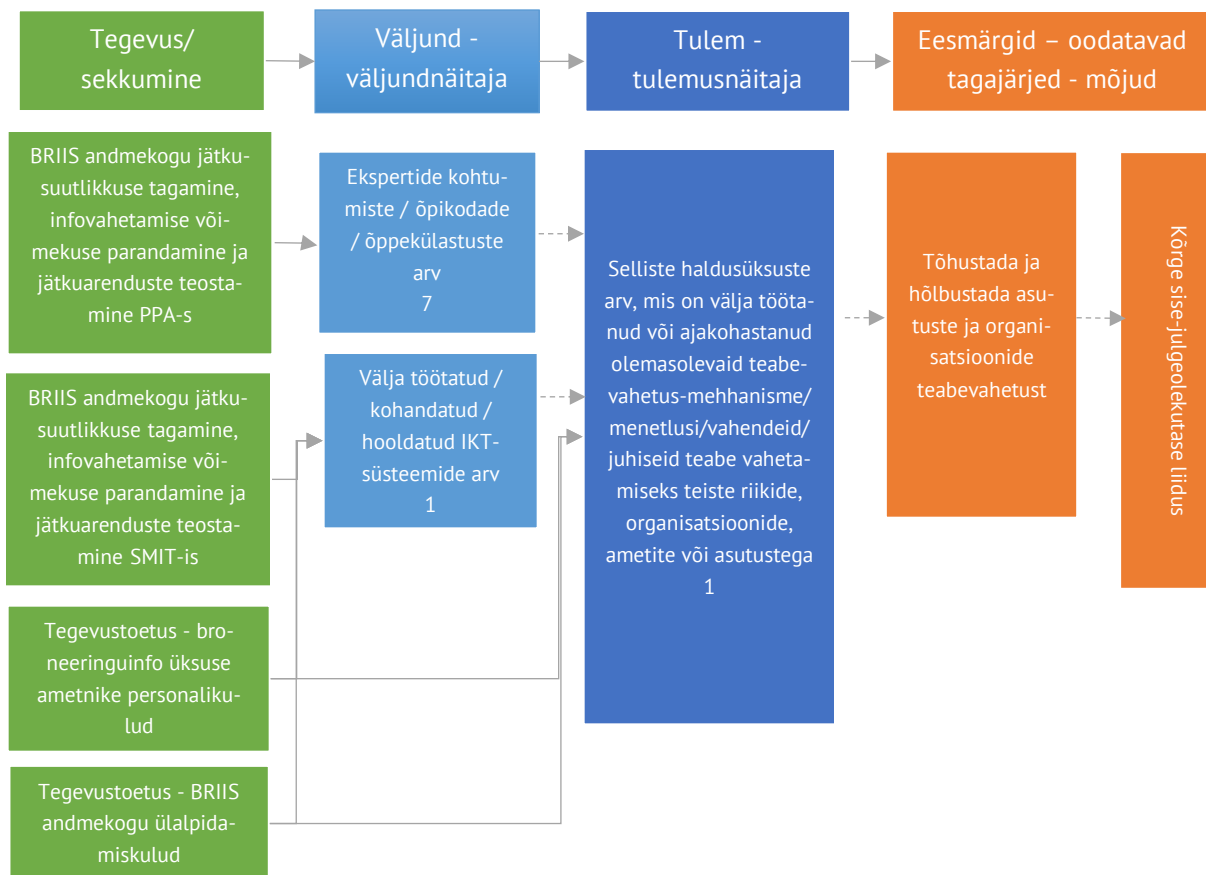 Tegevus/
sekkumine
Väljund -
väljundnäitaja
Tulem -
tulemusnäitaja
Eesmärgid – oodatavad
tagajärjed - mõjud
BRIIS andmekogu jätku-
suutlikkuse tagamine,
infovahetamise või-
mekuse parandamine ja
jätkuarenduste teosta-
mine PPA-s
BRIIS andmekogu jätku-
suutlikkuse tagamine,
infovahetamise või-
mekuse parandamine ja
jätkuarenduste teosta-
mine SMIT-is
Tegevustoetus - bro-
neeringuinfo üksuse
ametnike personaliku-
lud
Tegevustoetus - BRIIS
andmekogu ülalpida-
miskulud
Ekspertide kohtu-
miste / õpikodade
/ õppekülastuste
arv
7
Välja töötatud /
kohandatud /
hooldatud IKT-
süsteemide arv
1
Selliste haldusüksuste
arv, mis on välja tööta-
nud või ajakohastanud
olemasolevaid teabe-
vahetus-mehhanisme/
menetlusi/vahendeid/
juhiseid teabe vaheta-
miseks teiste riikide,
organisatsioonide,
ametite või asutustega
1
Tõhustada ja
hõlbustada asu-
tuste ja organi-
satsioonide
teabevahetust
Kõrge sise-julgeolekutase liidus